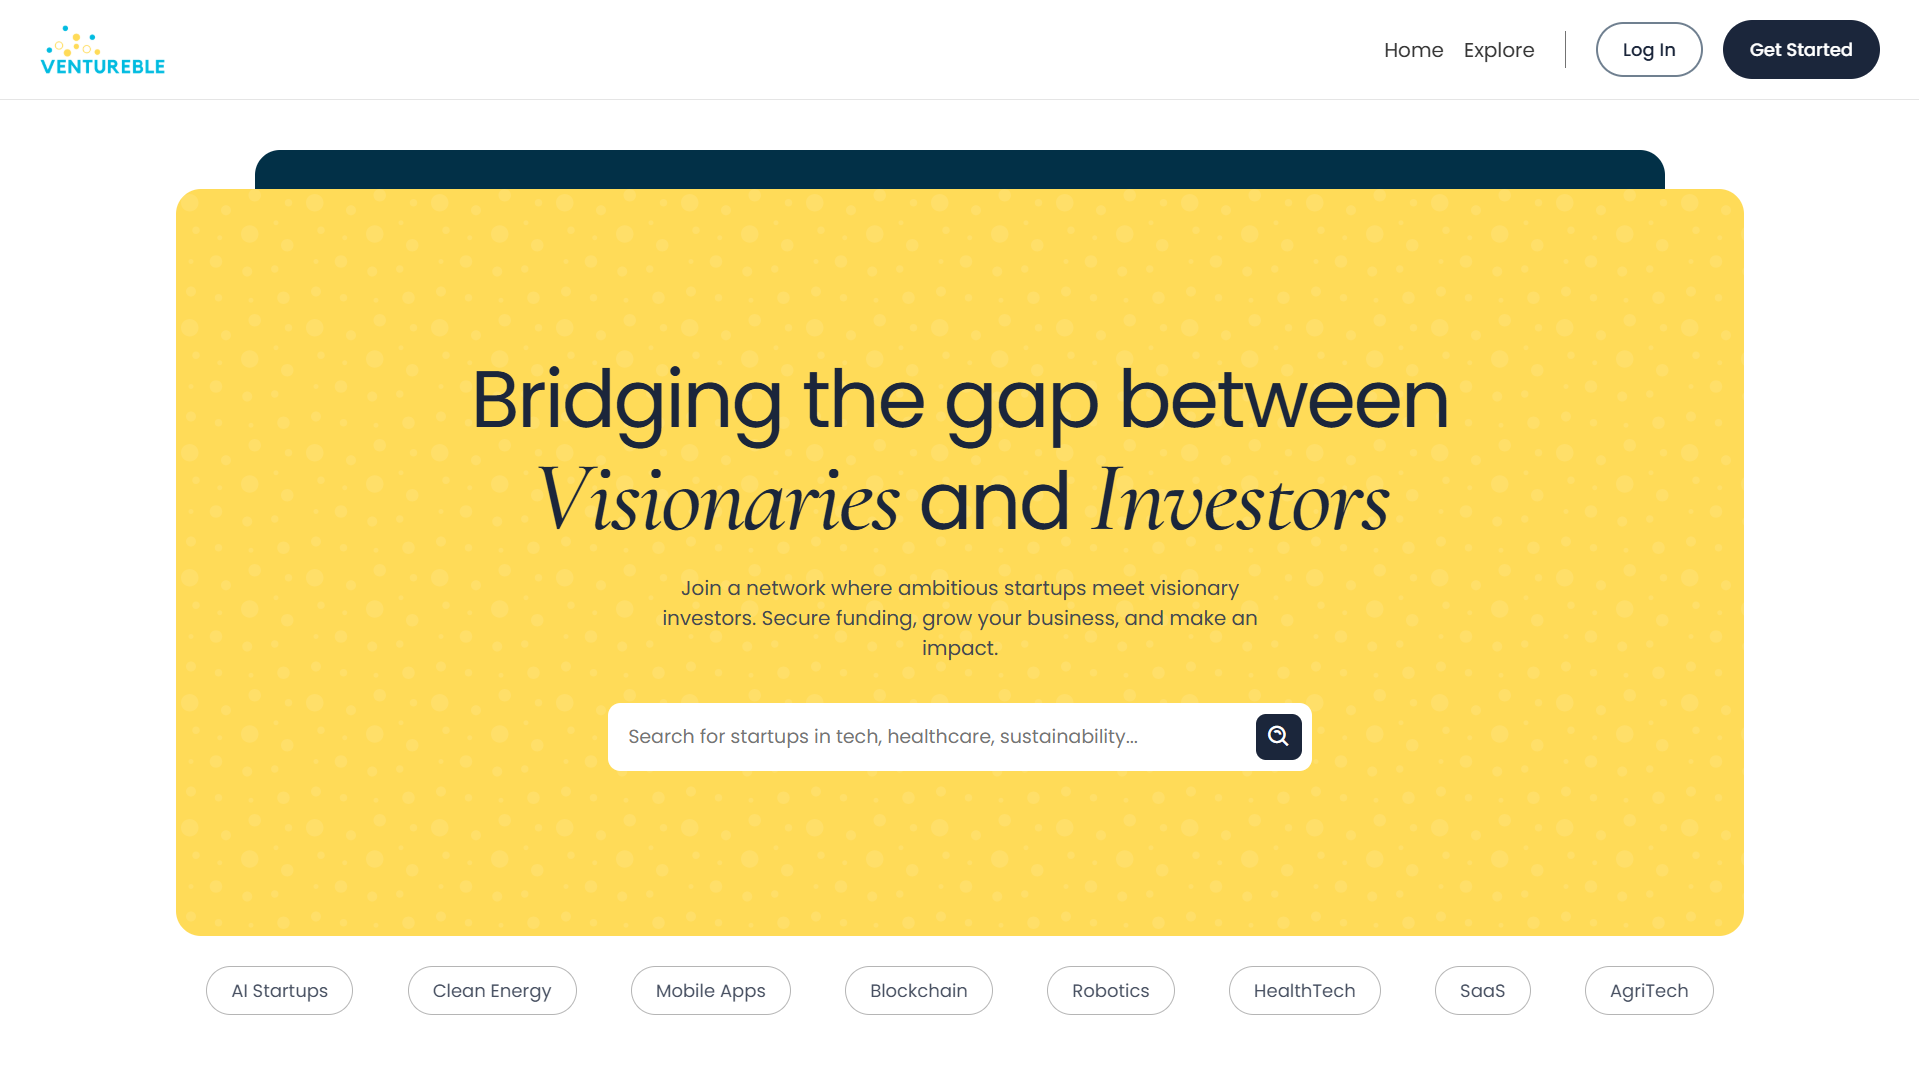 VENTUREBLE
Home
Explore
Log In
Get Started
Bridging the gap between
Visionaries and Investors
Join a network where ambitious startups meet visionary
investors. Secure funding, grow your business, and make an
impact.
Search for startups in tech, healthcare, sustainability...
AI Startups
Clean Energy
Mobile Apps
Blockchain
Robotics
HealthTech
SaaS
AgriTech